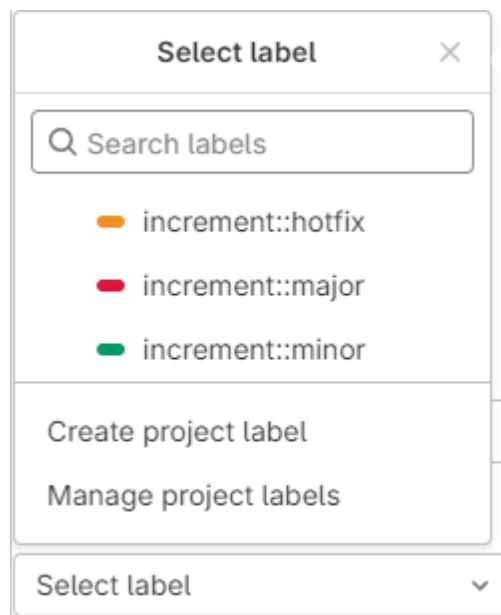 Select label
Search labels
increment::hotfix
increment::major
increment::minor
Create project label
Manage project labels
Select label